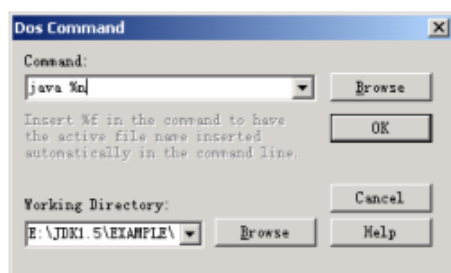 Dos Command
Command:
java %n
Browse
Insert %f in the command to have
the active file name inserted
automatically in the command line.
OK
Cancel
Working Directory:
E:\JDK1.5\EXAMPLE\
Browse
Help